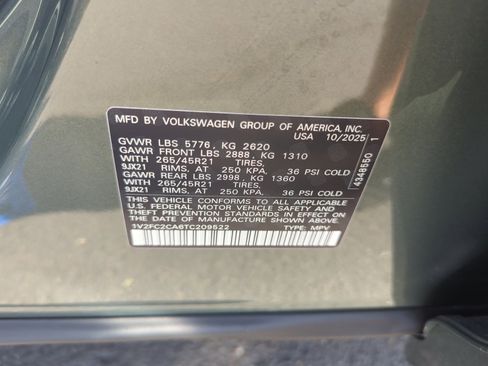 MFD BY VOLKSWAGEN GROUP OF AMERICA, INC.
USA 10/2025
GVWR LBS 5776, KG 2620
GAWR FRONT LBS 2888, KG 1310
WITH 265/45R21 TIRES,
9JX21 RIMS, AT 250 KPA, 36 PSI COLD
GAWR REAR LBS 2998, KG 1360
WITH 265/45R21 TIRES,
9JX21 RIMS, AT 250 KPA, 36 PSI COLD
THIS VEHICLE CONFORMS TO ALL APPLICABLE
FEDERAL MOTOR VEHICLE SAFETY, BUMPER, AND
THEFT PREVENTION STANDARDS IN EFFECT ON THE
DATE OF MANUFACTURE SHOWN ABOVE.
1V2FC2CA6TC209522 TYPE: MPV
4348550 1